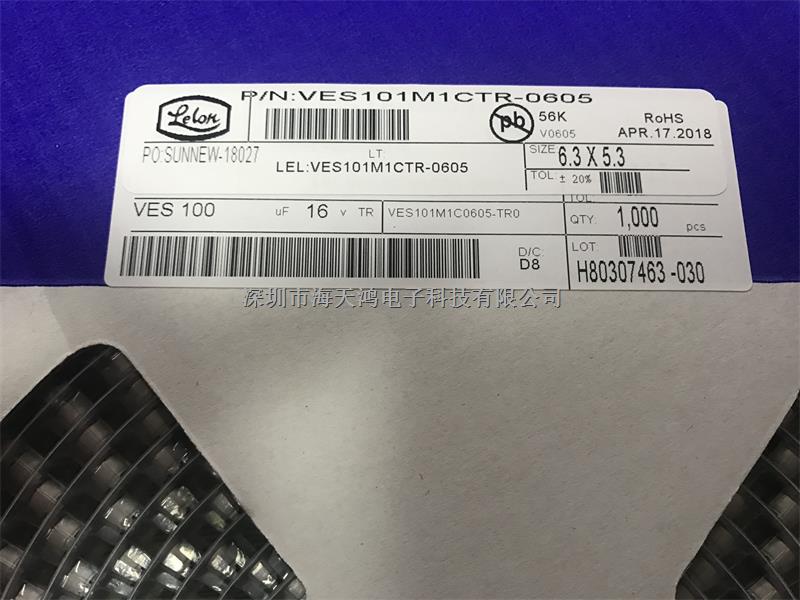 P/N:VES101M1CTR-0605
Lelon
pb
56K
V0605
RoHS
APR.17.2018
PO:SUNNEW-18027
LT:
LEL:VES101M1CTR-0605
SIZE 6.3 X 5.3
TOL: ± 20%
TOL:
VES 100 uF 16 v TR
VES101M1C0605-TR0
QTY: 1,000 pcs
D/C:
D8
LOT:
H80307463-030
深圳市海天鸿电子科技有限公司